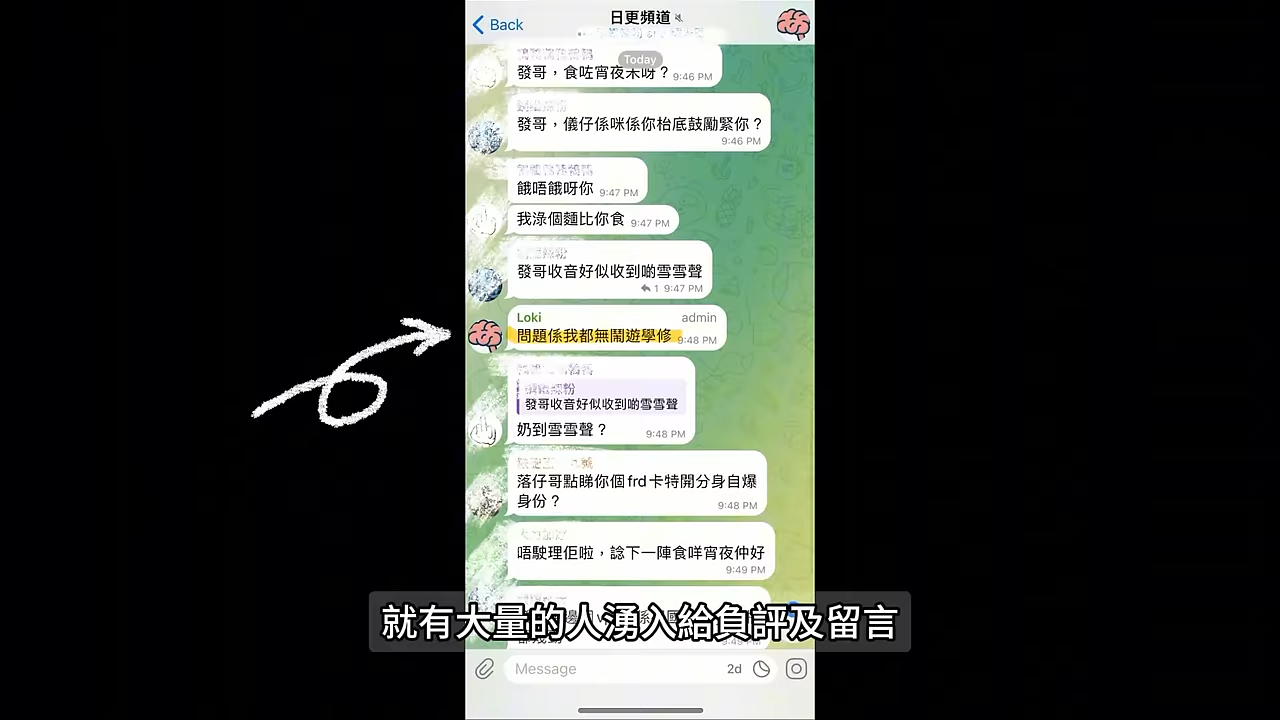 Back
日更頻道
Today
發哥，食咗宵夜未呀？ 9:46 PM
發哥，儀仔係咪係你枱底鼓勵緊你？
9:46 PM
餓唔餓呀你 9:47 PM
我淥個麵比你食 9:47 PM
發哥收音好似收到啲雪雪聲
1 9:47 PM
Loki admin
問題係我都無鬧遊學修 9:48 PM
發哥收音好似收到啲雪雪聲
奶到雪雪聲？ 9:48 PM
落仔哥點睇你個frd卡特開分身自爆
身份？ 9:48 PM
唔駛理佢啦，諗下一陣食咩宵夜仲好
9:49 PM
就有大量的人湧入給負評及留言
Message 2d